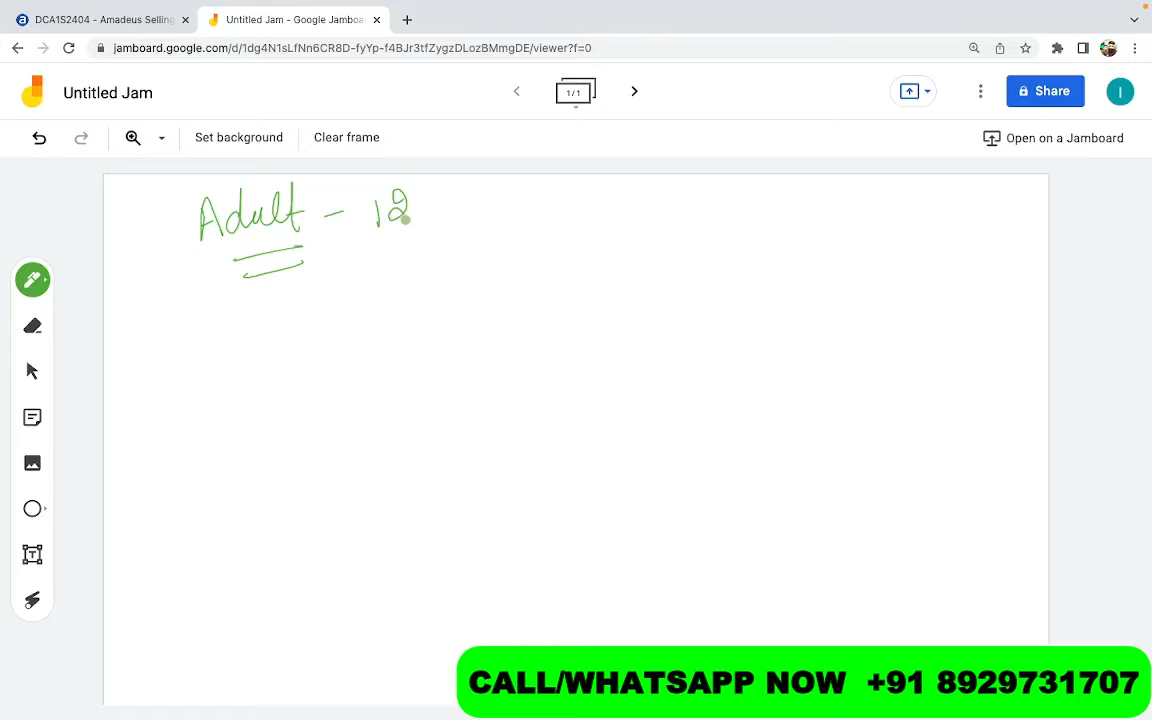 DCA1S2404 - Amadeus Selling
Untitled Jam - Google Jamboa
jamboard.google.com/d/1dg4N1sLfNn6CR8D-fyYp-f4BJr3tfZygzDLozBMmgDE/viewer?f=0
Untitled Jam
1/1
Share
I
Set background
Clear frame
Open on a Jamboard
Adult - 12
CALL/WHATSAPP NOW +91 8929731707